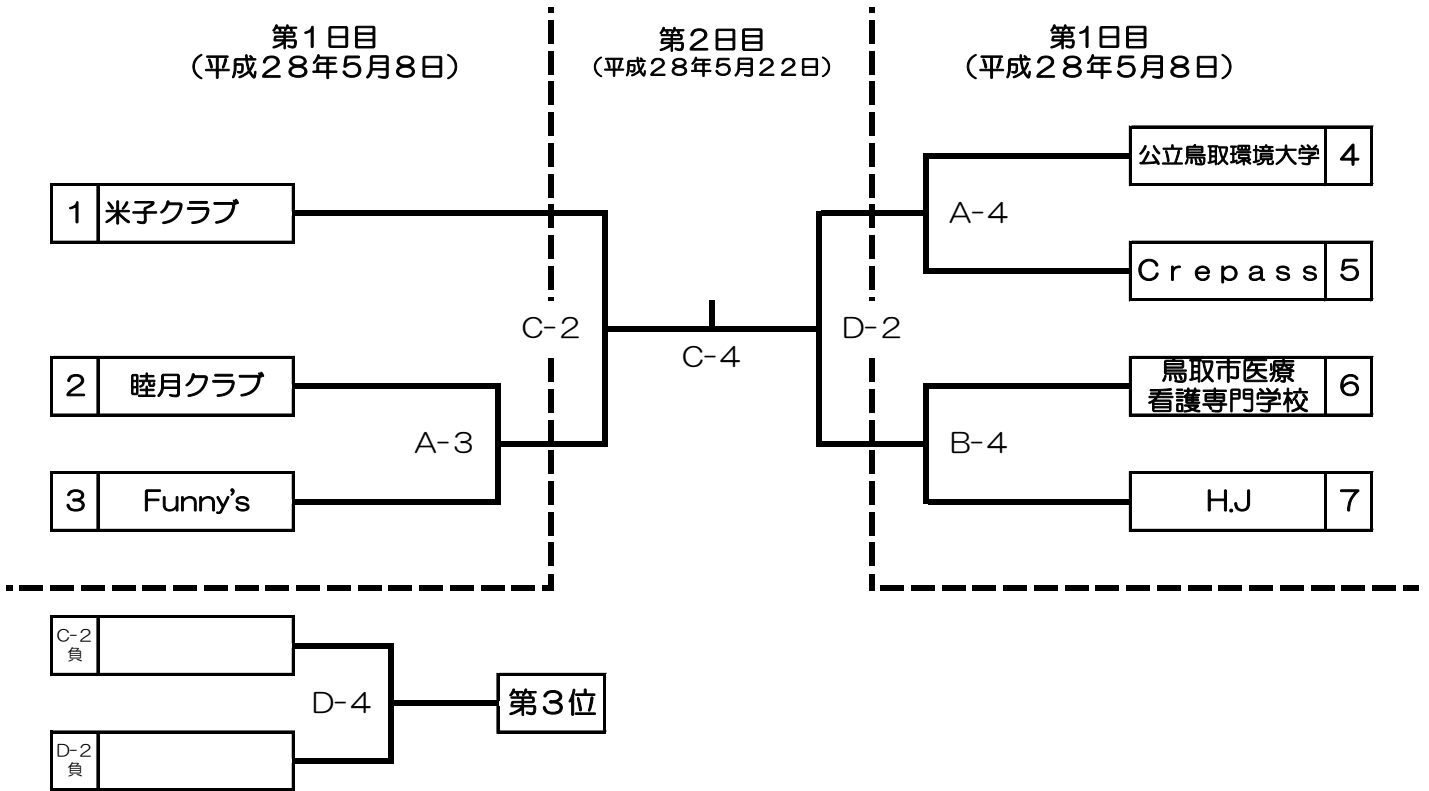 第１日目
（平成２８年５月８日）
第２日目
（平成２８年５月２２日）
第１日目
（平成２８年５月８日）
1 米子クラブ
2 睦月クラブ
A-3
3 Funny's
C-2
C-4
D-2
公立鳥取環境大学 4
A-4
Ｃｒｅｐａｓｓ 5
鳥取市医療
看護専門学校 6
B-4
H.J 7
C-2
負
D-4
第３位
D-2
負